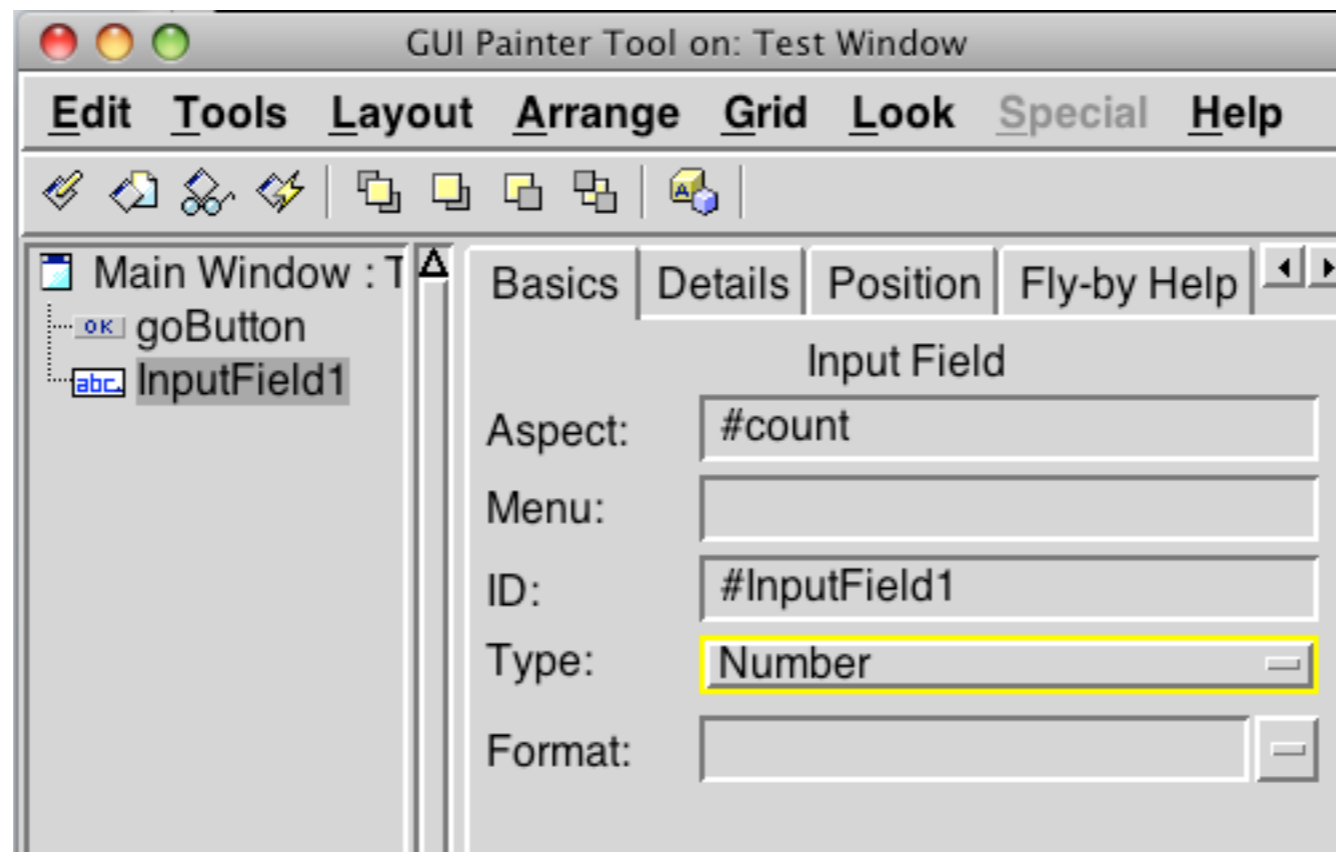 GUI Painter Tool on: Test Window
Edit Tools Layout Arrange Grid Look Special Help
A
Main Window : T
OK goButton
abc InputField1
Basics Details Position Fly-by Help
Input Field
Aspect: #count
Menu:
ID: #InputField1
Type: Number
Format: